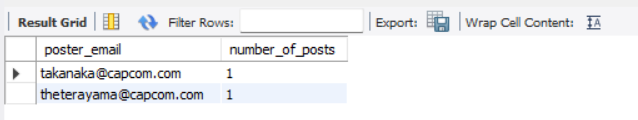 Result Grid Filter Rows: Export: Wrap Cell Content:
poster_email number_of_posts
takanaka@capcom.com 1
theterayama@capcom.com 1